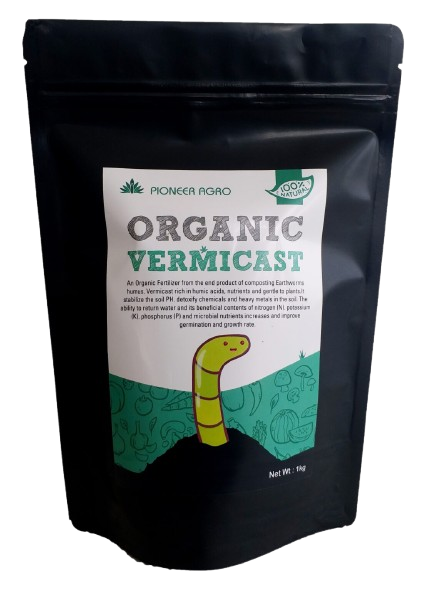 PIONEER AGRO
100%
NATURAL
ORGANIC
VERMICAST
An Organic Fertilizer from the end product of composting Earthworms
humus. Vermicast rich in humic acids, nutrients and gentle to plants,it
stabilize the soil PH, detoxify chemicals and heavy metals in the soil. The
ability to return water and its beneficial contents of nitrogen (N), potassium
(K), phosphorus (P) and microbial nutrients increases and improve
germination and growth rate.
Net Wt : 1kg